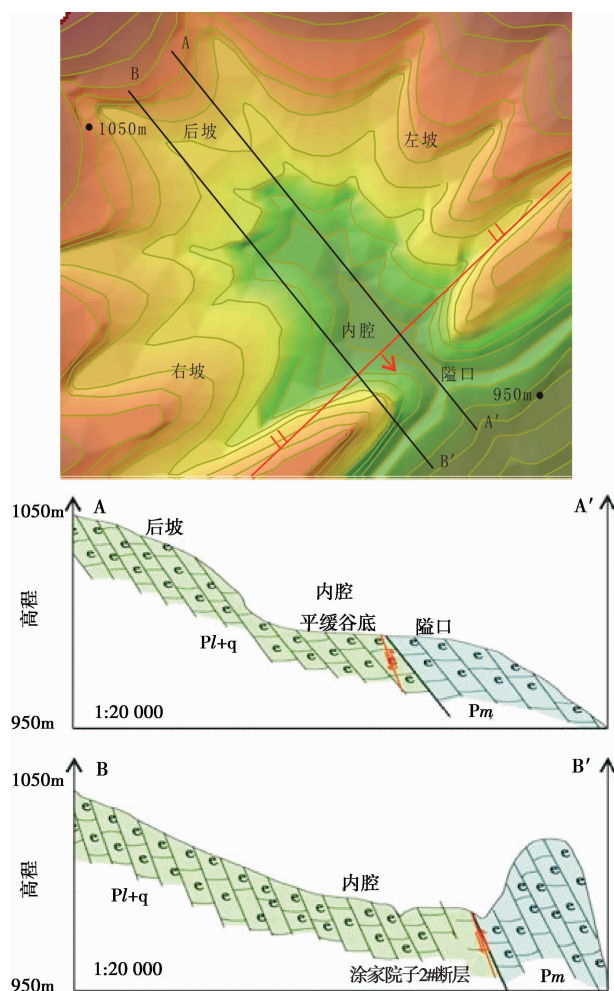 A
B
1050m
后坡
左坡
内腔
右坡
隘口
950m
A′
B′
1050m
A
A′
后坡
内腔
平缓谷底
隘口
高程
Pl+q
Pm
950m
1:20 000
1050m
B
B′
高程
内腔
Pl+q
涂家院子2#断层
Pm
1:20 000
950m